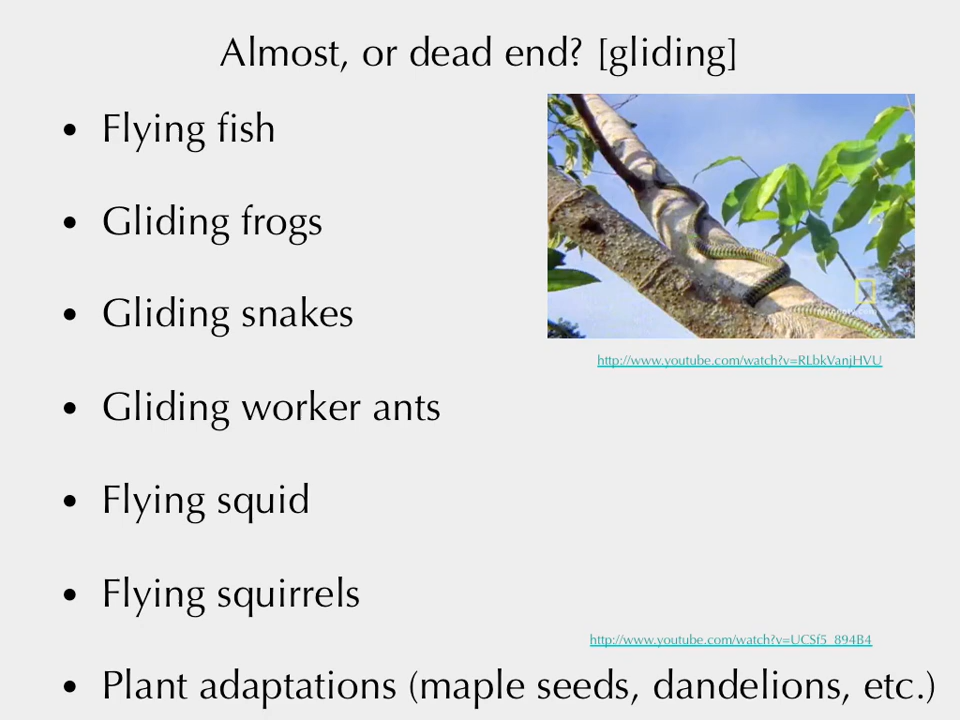 Almost, or dead end? [gliding]
• Flying fish
• Gliding frogs
• Gliding snakes
http://www.youtube.com/watch?v=RLbkVanjHVU
• Gliding worker ants
• Flying squid
• Flying squirrels
http://www.youtube.com/watch?v=UCSf5_894B4
• Plant adaptations (maple seeds, dandelions, etc.)